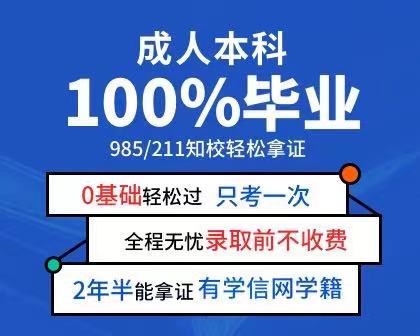 成人本科
100%毕业
985/211知校轻松拿证
0基础轻松过 只考一次
全程无忧录取前不收费
2年半能拿证有学信网学籍